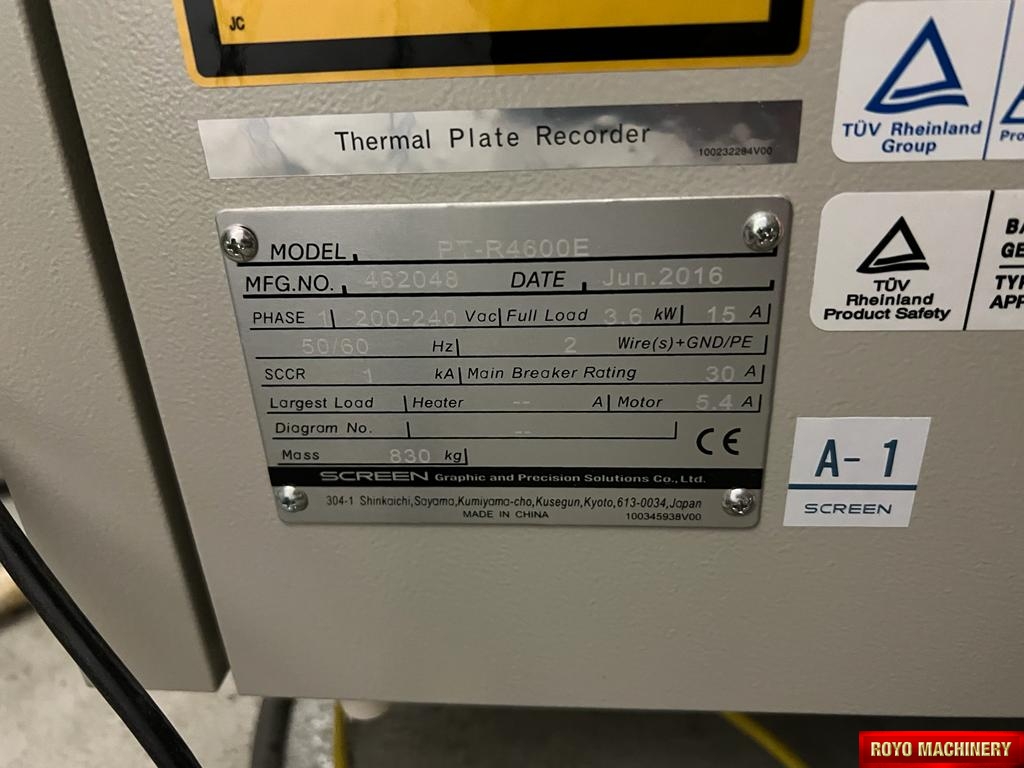 JC
Thermal Plate Recorder 100232284V00
TÜV Rheinland
Group
MODEL PT-R4600E
MFG.NO. 462048 DATE Jun.2016
PHASE 1 200-240 Vac Full Load 3.6 kW 15 A
50/60 Hz 2 Wire(s)+GND/PE
SCCR 1 kA Main Breaker Rating 30 A
Largest Load Heater -- A Motor 5.4 A
Diagram No. --
Mass 830 kg
CE
SCREEN Graphic and Precision Solutions Co., Ltd.
304-1 Shinkaichi,Sayama,Kumiyama-cho,Kusegun,Kyoto,613-0034,Japan
MADE IN CHINA 100345938V00
TÜV
Rheinland
Product Safety
A-1
SCREEN
ROYO MACHINERY